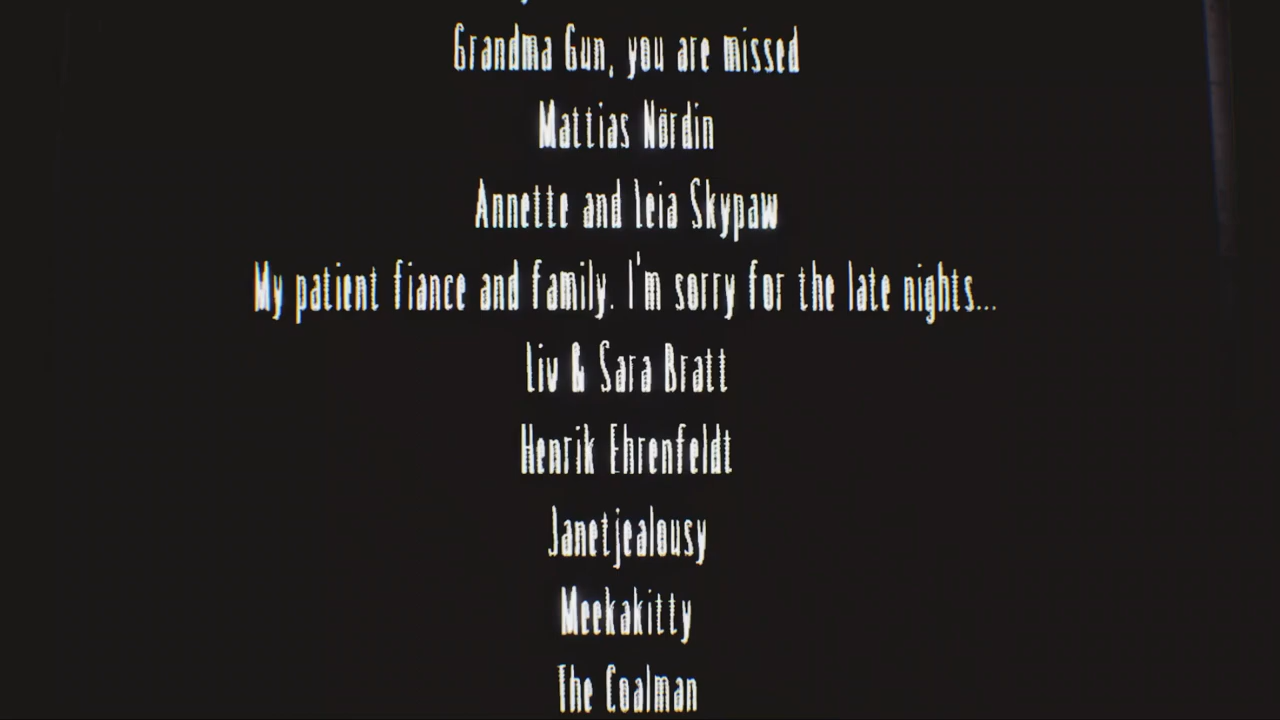 Grandma Gun, you are missed
Mattias Nördin
Annette and Leia Skypaw
My patient fiance and family. I'm sorry for the late nights...
Liv & Sara Bratt
Henrik Ehrenfeldt
Janetjealousy
Meekakitty
The Coalman